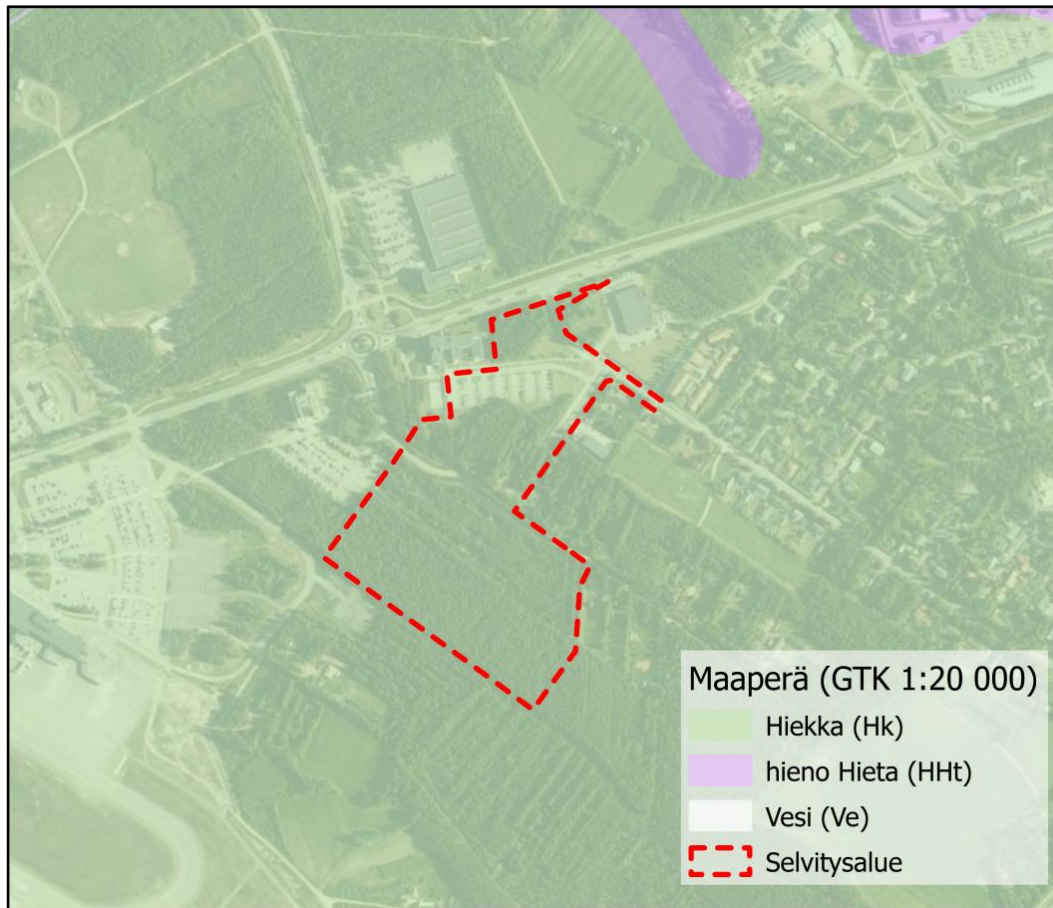 Maaperä (GTK 1:20 000)
Hiekka (Hk)
hieno Hieta (HHt)
Vesi (Ve)
Selvitysalue